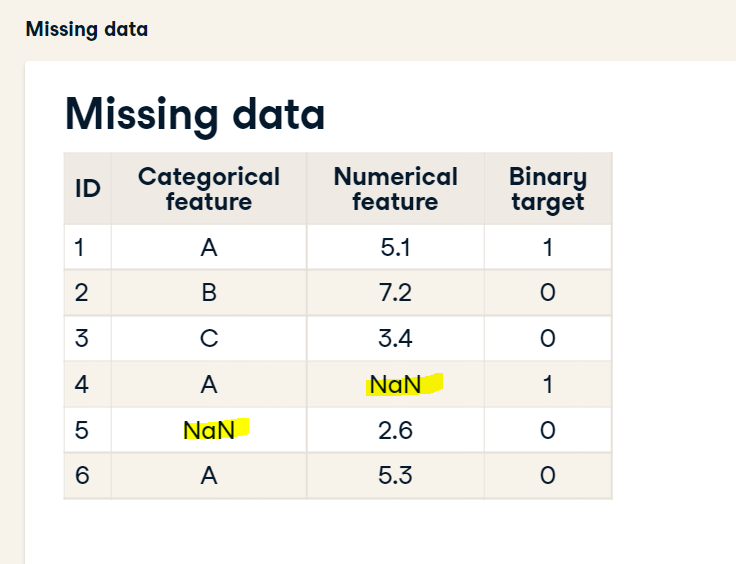 Missing data
Missing data
ID Categorical feature Numerical feature Binary target
1 A 5.1 1
2 B 7.2 0
3 C 3.4 0
4 A NaN 1
5 NaN 2.6 0
6 A 5.3 0